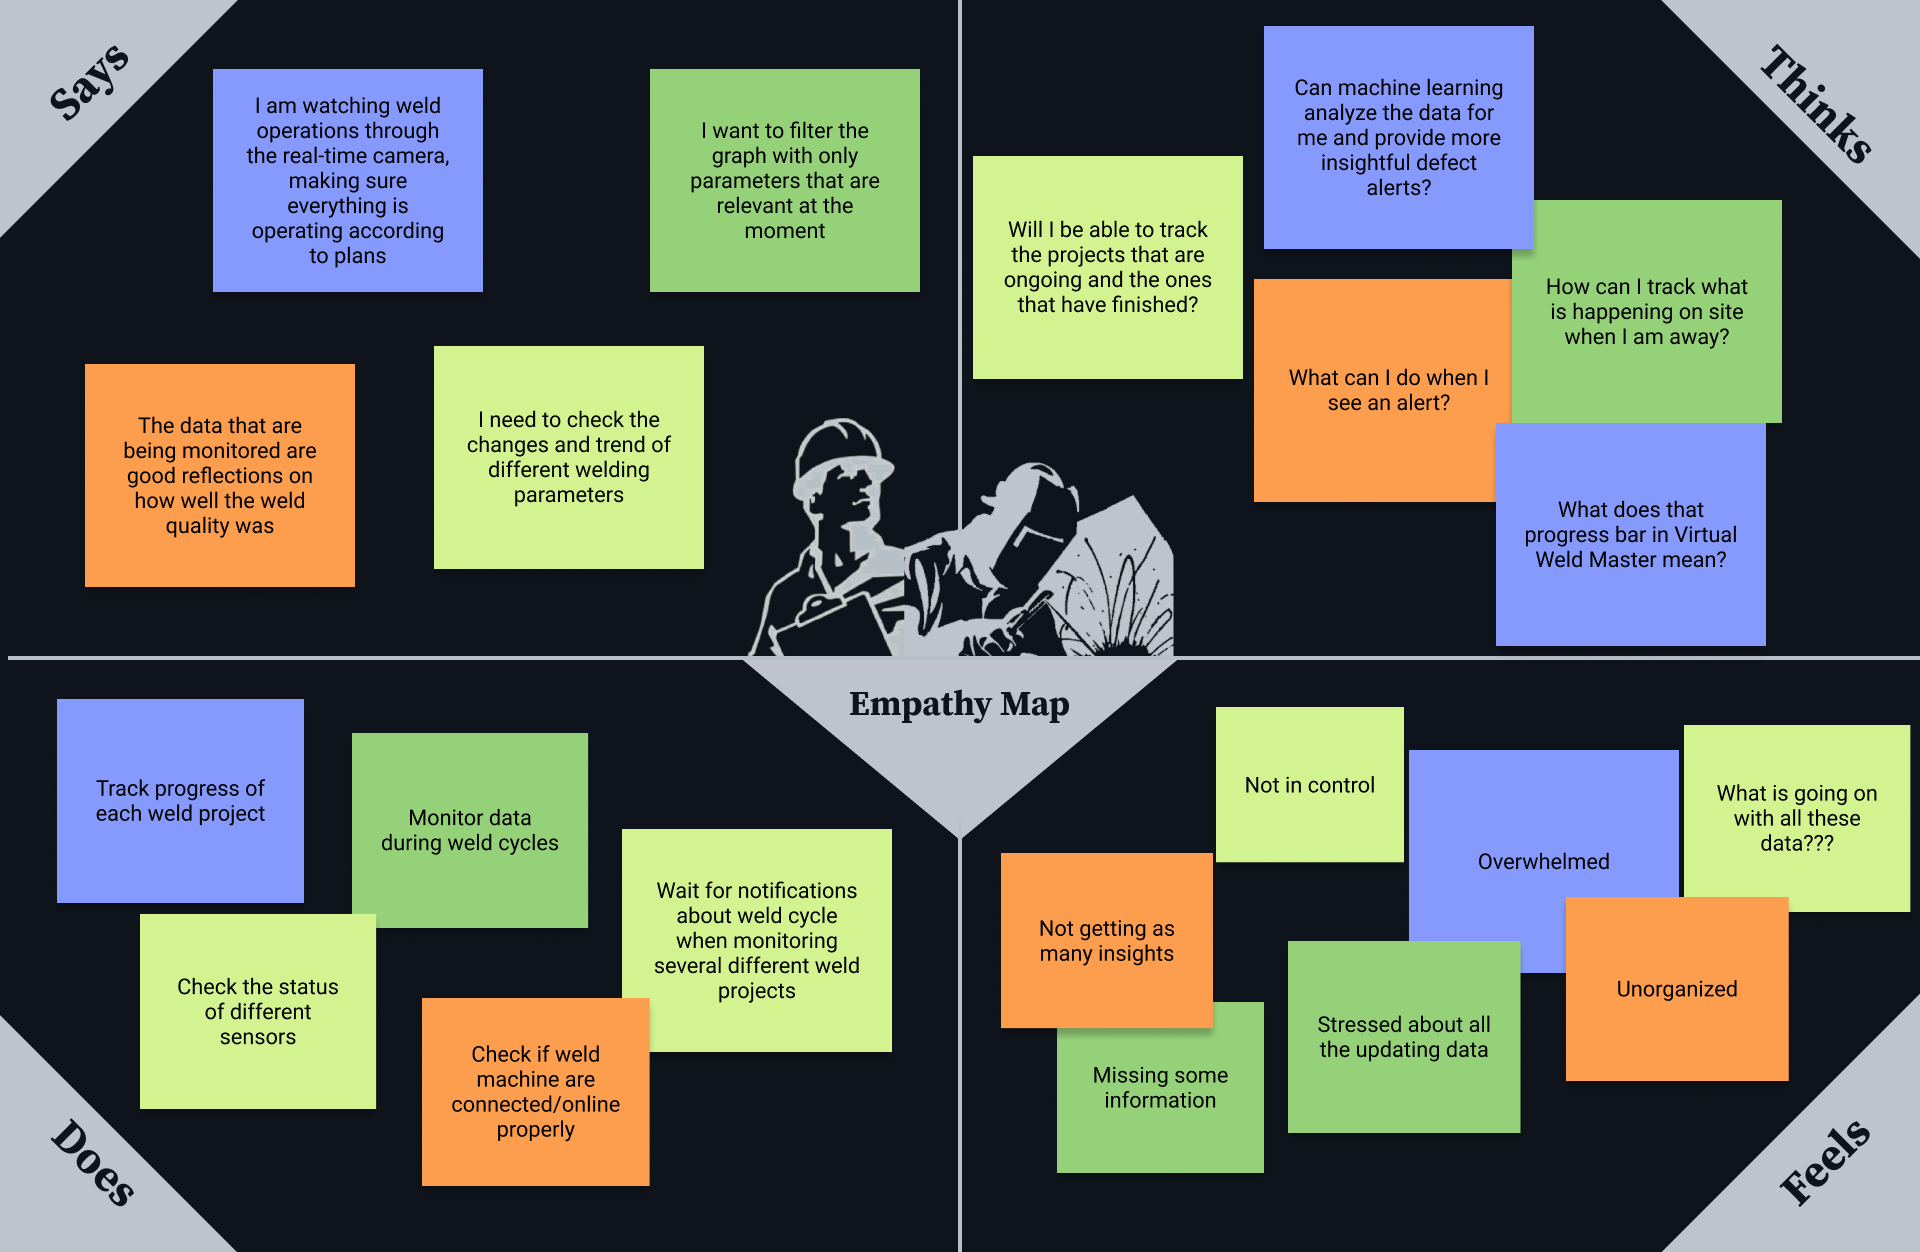 Says
I am watching weld
operations through
the real-time camera,
making sure
everything is
operating according
to plans
I want to filter the
graph with only
parameters that are
relevant at the
moment
The data that are
being monitored are
good reflections on
how well the weld
quality was
I need to check the
changes and trend of
different welding
parameters
Thinks
Can machine learning
analyze the data for
me and provide more
insightful defect
alerts?
Will I be able to track
the projects that are
ongoing and the ones
that have finished?
How can I track what
is happening on site
when I am away?
What can I do when I
see an alert?
What does that
progress bar in Virtual
Weld Master mean?
Empathy Map
Does
Track progress of
each weld project
Monitor data
during weld cycles
Wait for notifications
about weld cycle
when monitoring
several different weld
projects
Check the status
of different
sensors
Check if weld
machine are
connected/online
properly
Feels
Not in control
Overwhelmed
What is going on
with all these
data???
Not getting as
many insights
Unorganized
Stressed about all
the updating data
Missing some
information